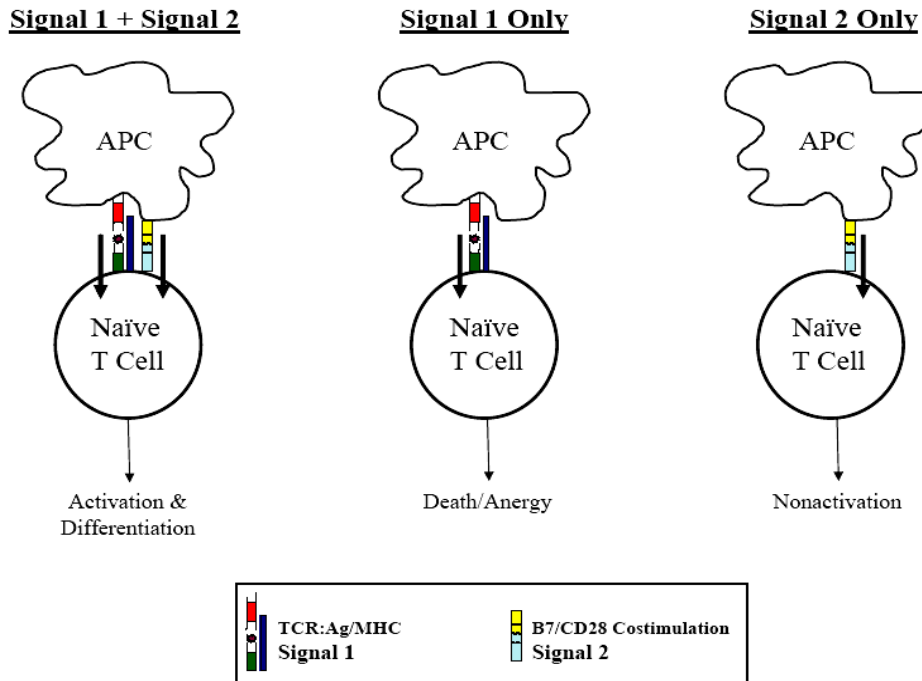 Signal 1 + Signal 2
Signal 1 Only
Signal 2 Only
APC
APC
APC
Naïve
T Cell
Naïve
T Cell
Naïve
T Cell
Activation &
Differentiation
Death/Anergy
Nonactivation
TCR:Ag/MHC
Signal 1
B7/CD28 Costimulation
Signal 2